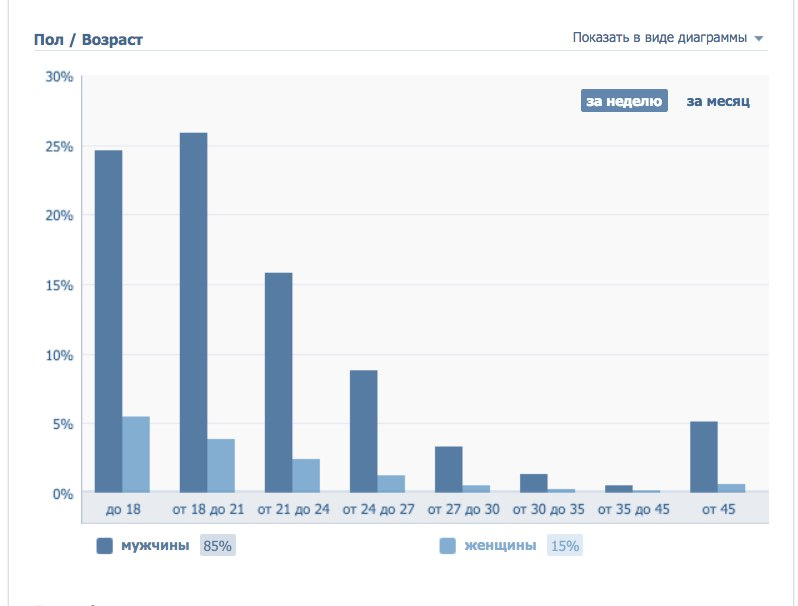 Пол / Возраст
Показать в виде диаграммы
30%
за неделю за месяц
25%
20%
15%
10%
5%
0%
до 18 от 18 до 21 от 21 до 24 от 24 до 27 от 27 до 30 от 30 до 35 от 35 до 45 от 45
мужчины 85% женщины 15%